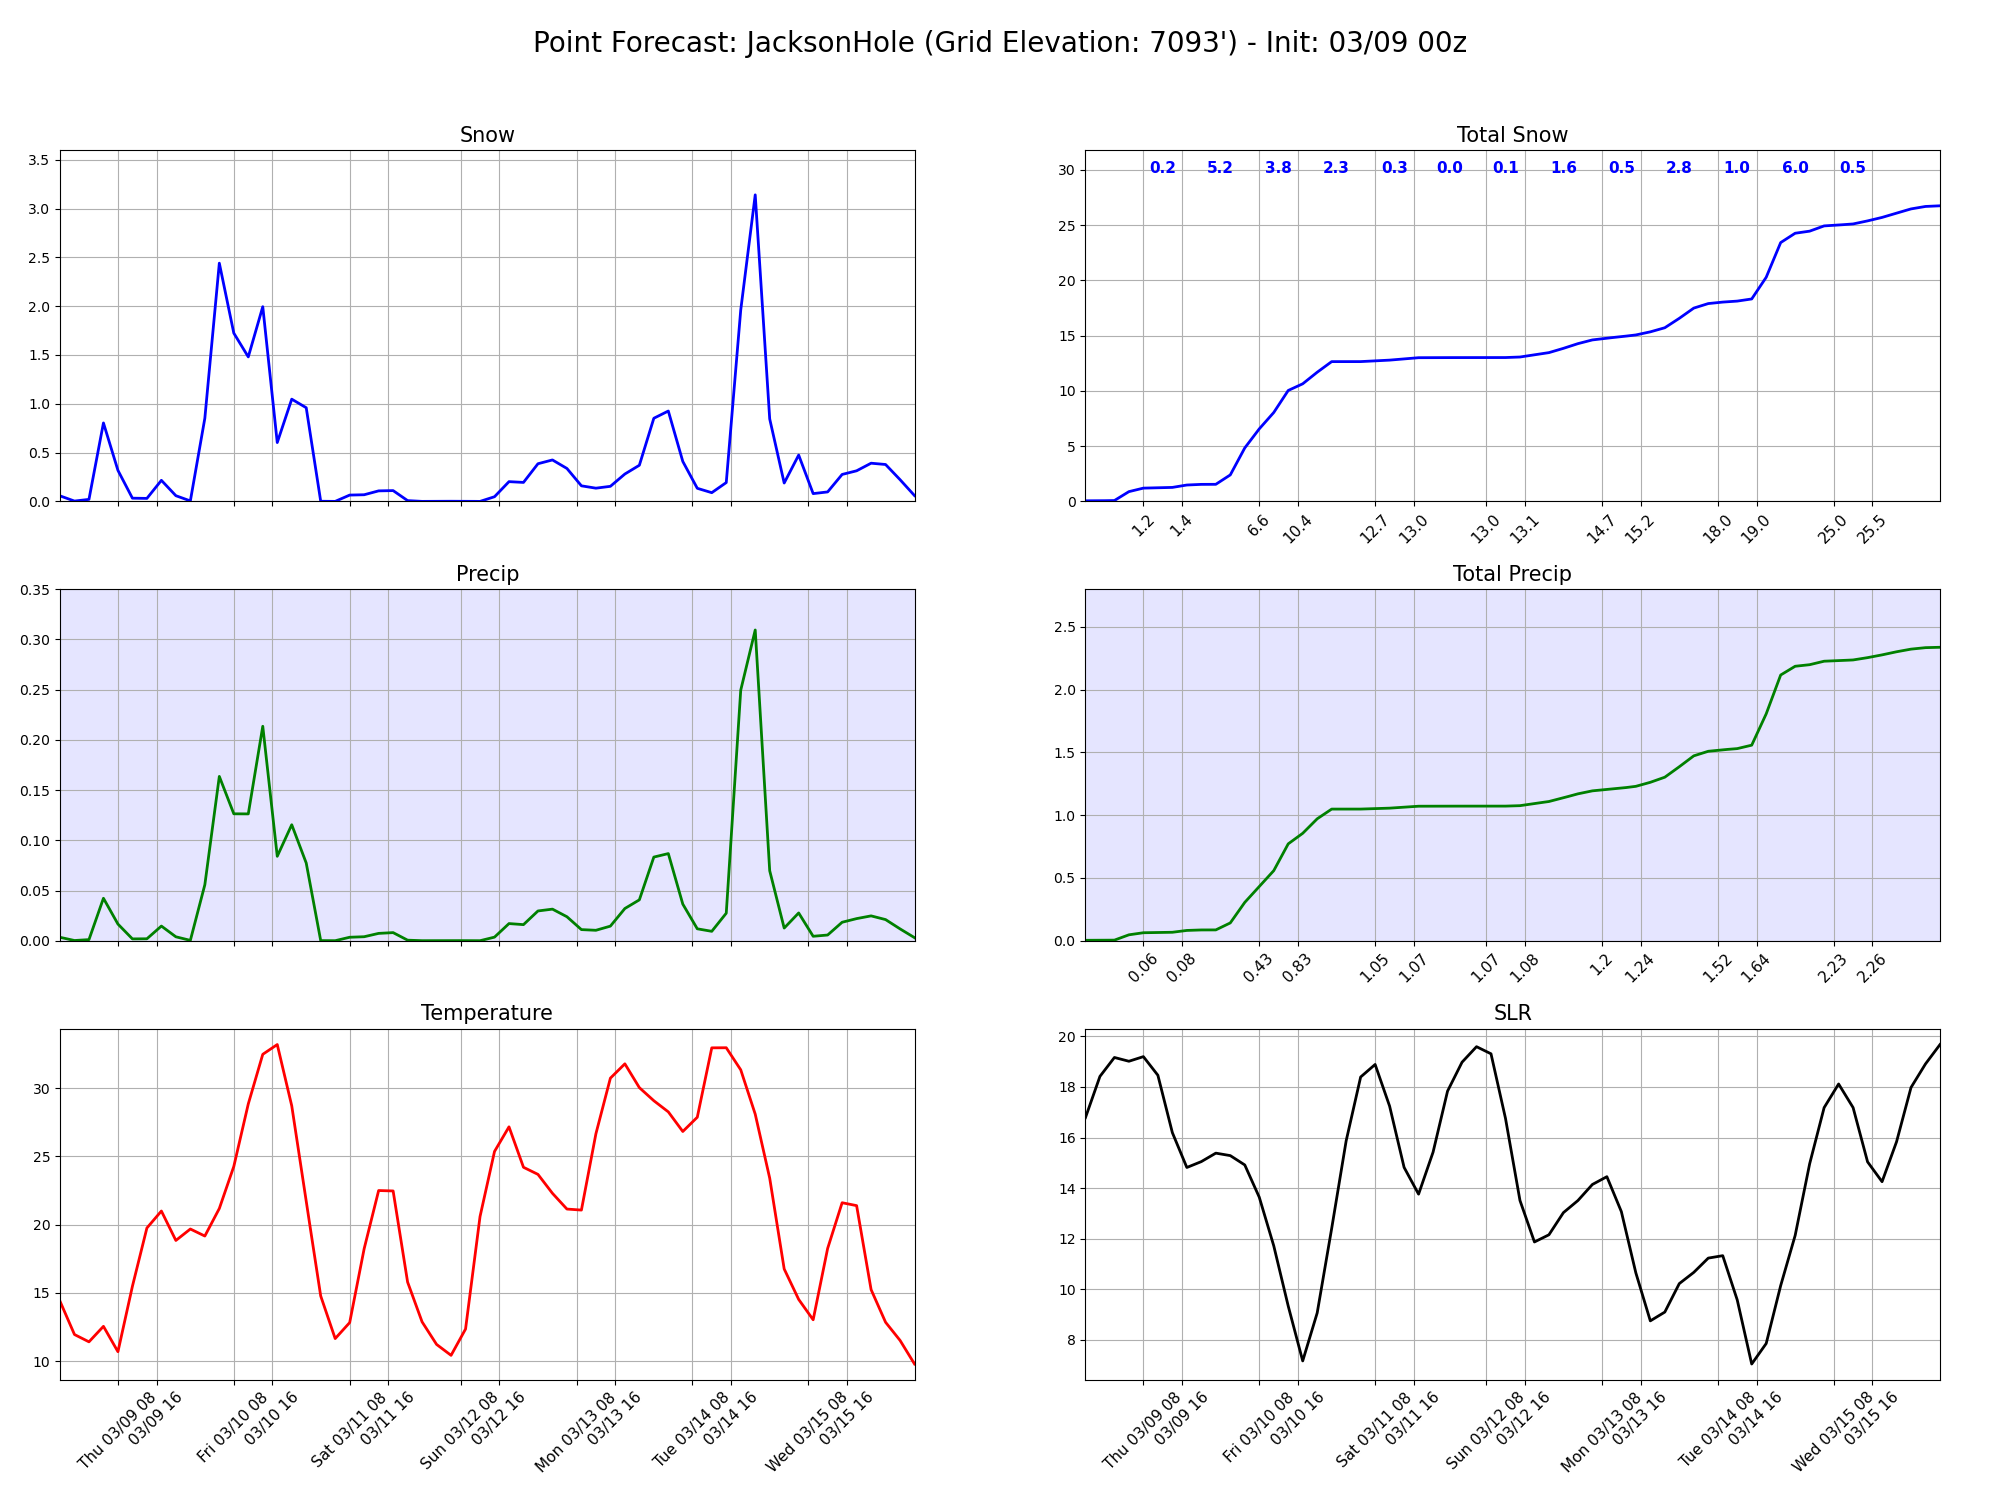 Point Forecast: JacksonHole (Grid Elevation: 7093') - Init: 03/09 00z
Snow
3.5
3.0
2.5
2.0
1.5
1.0
0.5
0.0
Total Snow
0.2 5.2 3.8 2.3 0.3 0.0 0.1 1.6 0.5 2.8 1.0 6.0 0.5
30
25
20
15
10
5
0
1.2 1.4 6.6 10.4 12.7 13.0 13.0 13.1 14.7 15.2 18.0 19.0 25.0 25.5
Precip
0.35
0.30
0.25
0.20
0.15
0.10
0.05
0.00
Total Precip
2.5
2.0
1.5
1.0
0.5
0.0
0.06 0.08 0.43 0.83 1.05 1.07 1.07 1.08 1.2 1.24 1.52 1.64 2.23 2.26
Temperature
30
25
20
15
10
Thu 03/09 08
03/09 16
Fri 03/10 08
03/10 16
Sat 03/11 08
03/11 16
Sun 03/12 08
03/12 16
Mon 03/13 08
03/13 16
Tue 03/14 08
03/14 16
Wed 03/15 08
03/15 16
SLR
20
18
16
14
12
10
8
Thu 03/09 08
03/09 16
Fri 03/10 08
03/10 16
Sat 03/11 08
03/11 16
Sun 03/12 08
03/12 16
Mon 03/13 08
03/13 16
Tue 03/14 08
03/14 16
Wed 03/15 08
03/15 16